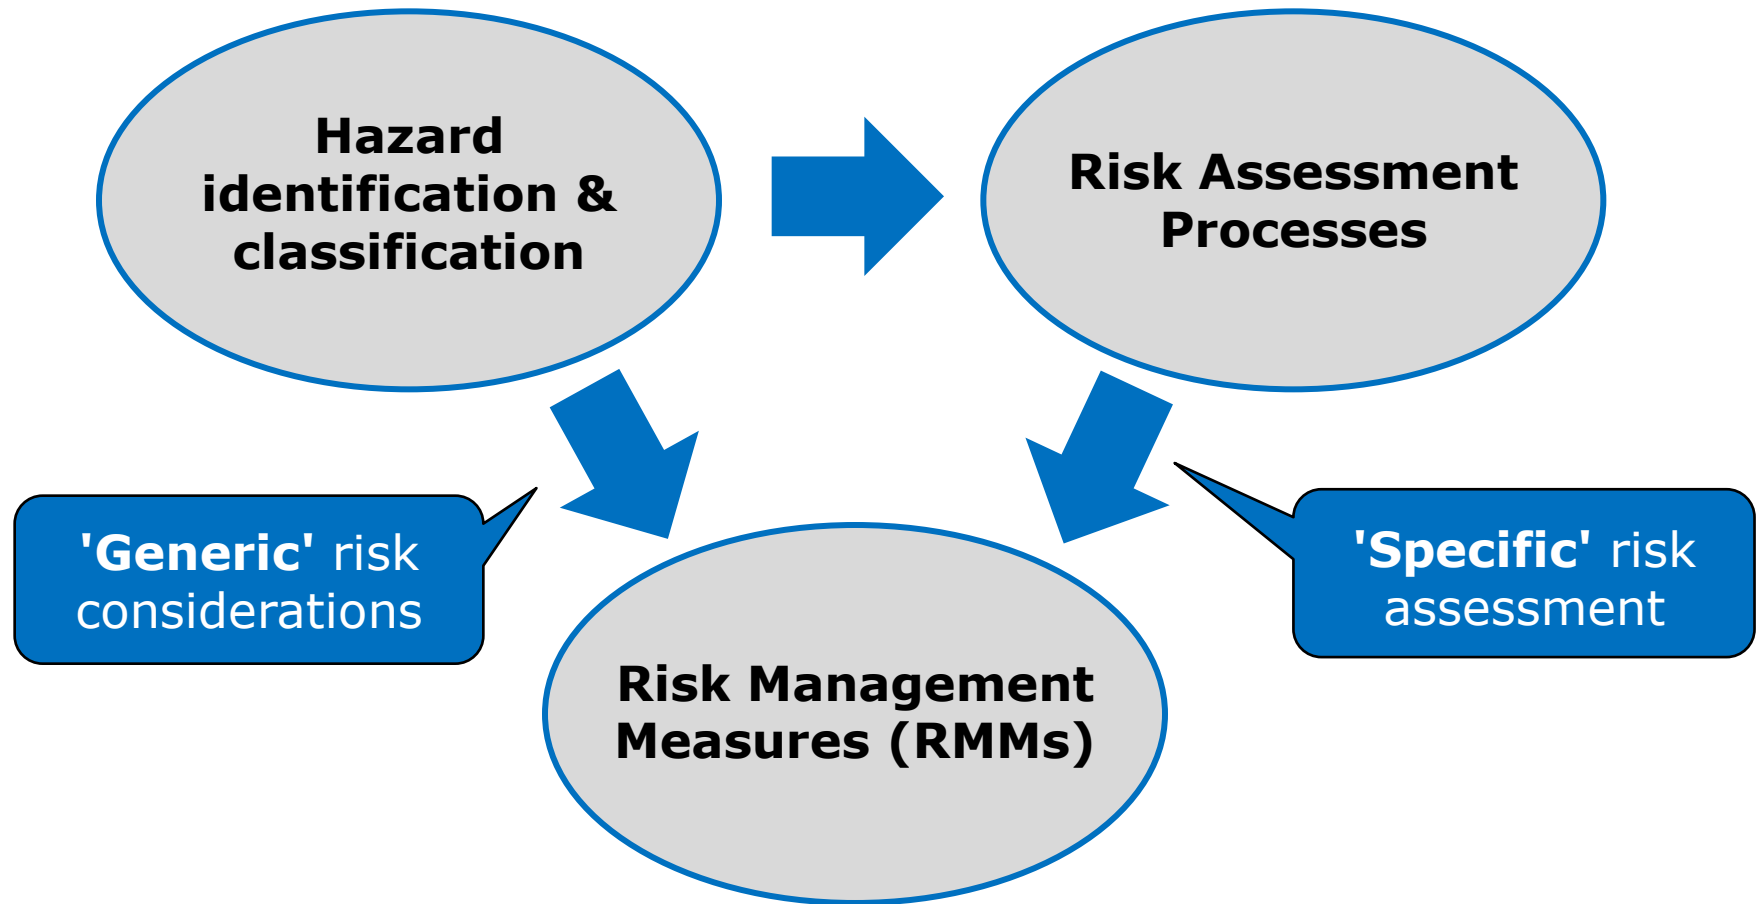 Hazard
identification &
classification
Risk Assessment
Processes
'Generic' risk
considerations
'Specific' risk
assessment
Risk Management
Measures (RMMs)